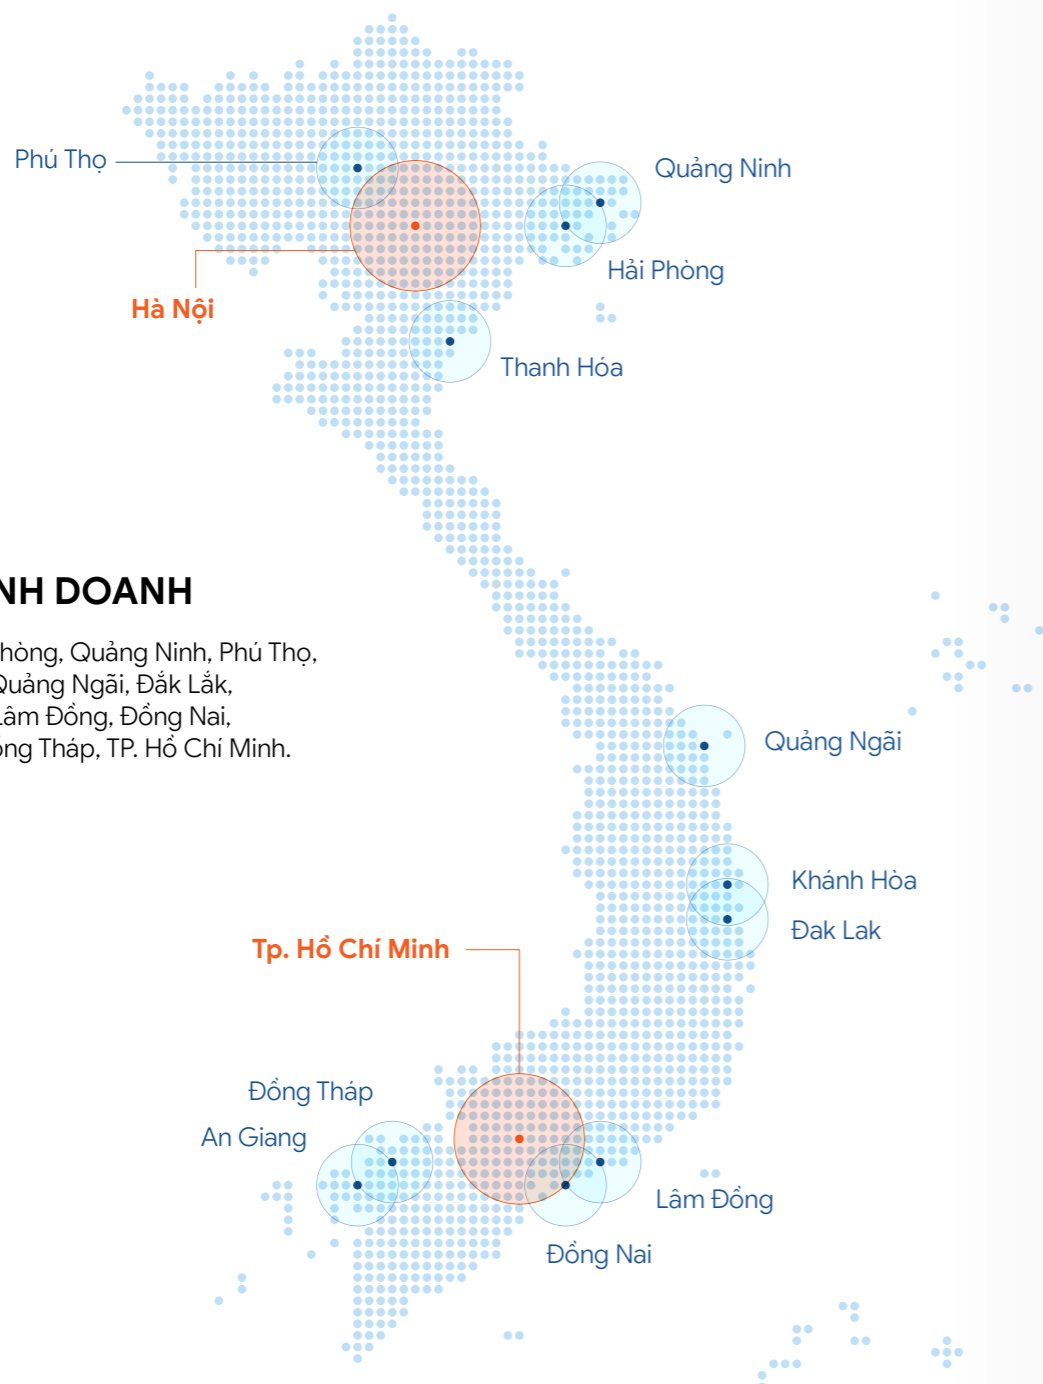 Phú Thọ
Quảng Ninh
Hải Phòng
Hà Nội
Thanh Hóa
NH DOANH
hòng, Quảng Ninh, Phú Thọ,
Quảng Ngãi, Đắk Lắk,
Lâm Đồng, Đồng Nai,
ồng Tháp, TP. Hồ Chí Minh.
Quảng Ngãi
Khánh Hòa
Đak Lak
Tp. Hồ Chí Minh
Đồng Tháp
An Giang
Lâm Đồng
Đồng Nai